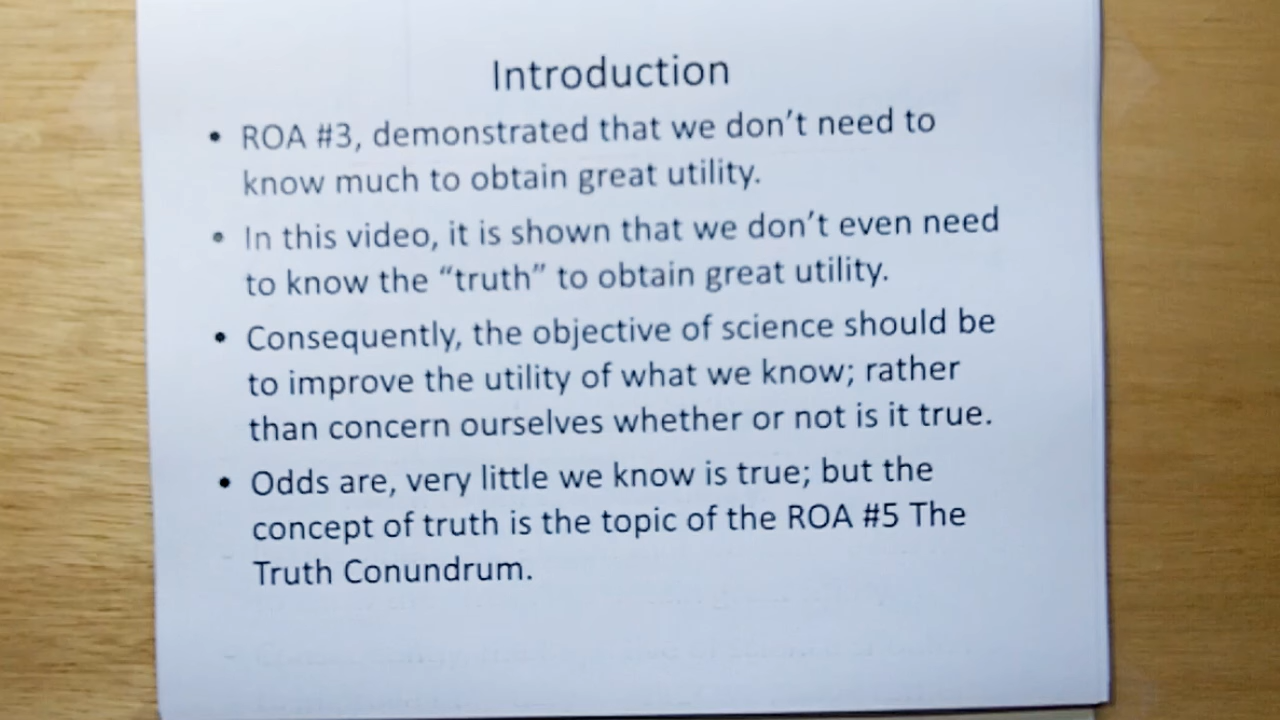 Introduction
• ROA #3, demonstrated that we don't need to
know much to obtain great utility.
• In this video, it is shown that we don't even need
to know the “truth” to obtain great utility.
• Consequently, the objective of science should be
to improve the utility of what we know; rather
than concern ourselves whether or not is it true.
• Odds are, very little we know is true; but the
concept of truth is the topic of the ROA #5 The
Truth Conundrum.